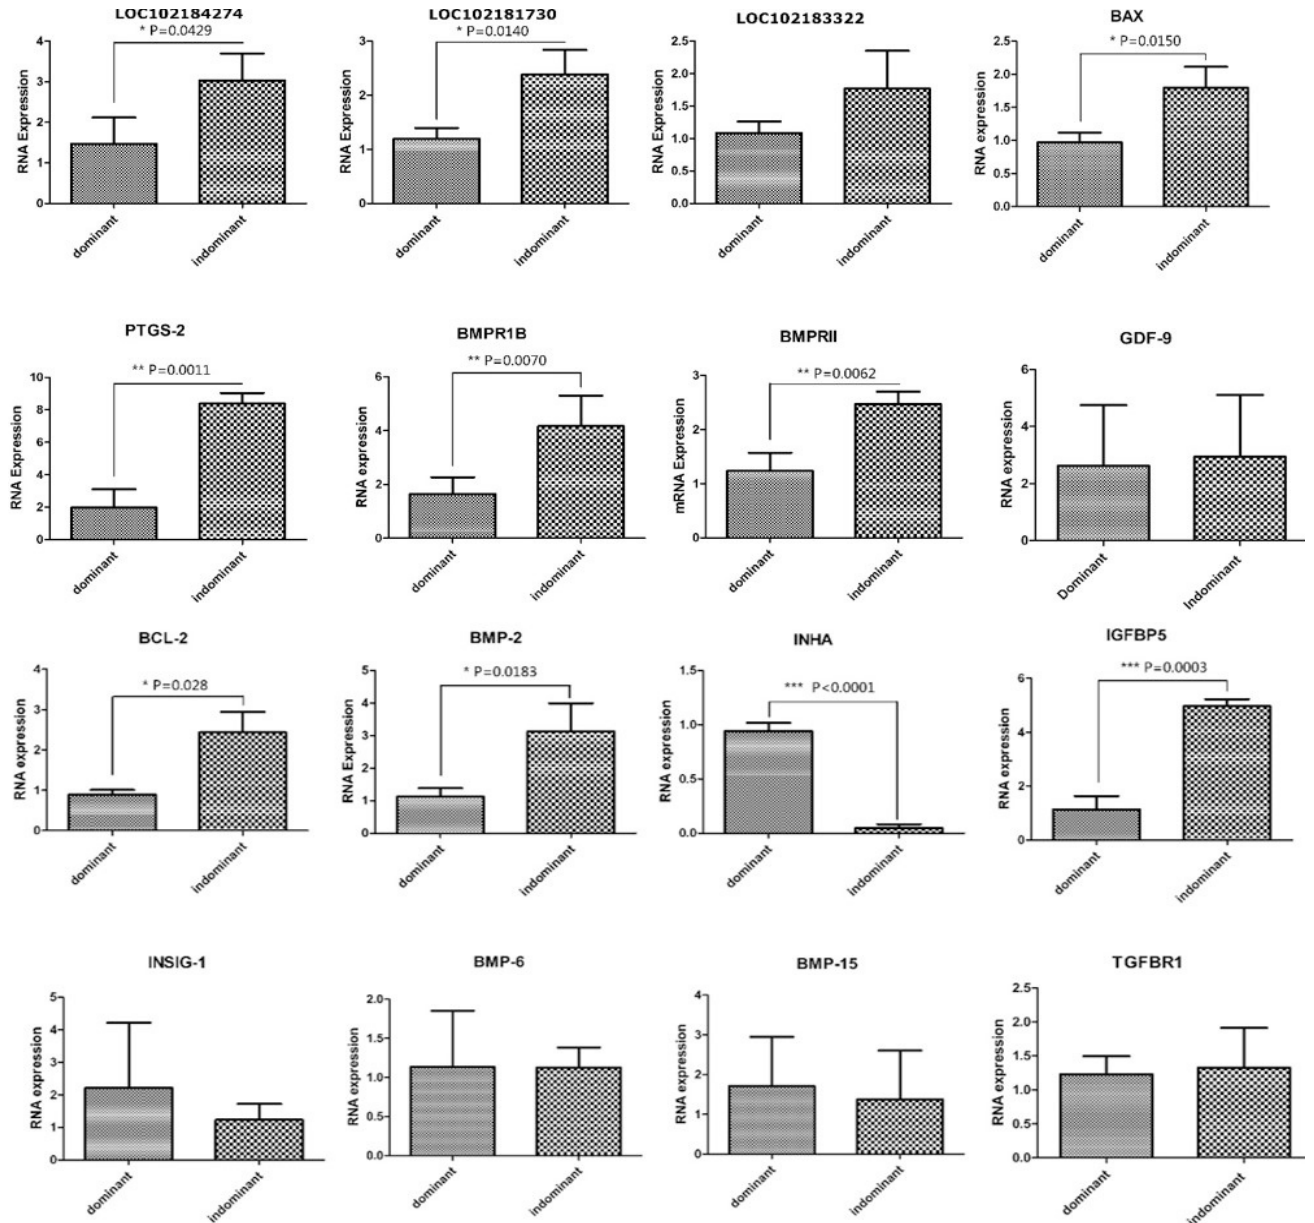 LOC102184274
* P=0.0429
RNA Expression
4
3
2
1
0
dominant
indominant
LOC102181730
* P=0.0140
RNA Expression
3
2
1
0
dominant
indominant
LOC102183322
RNA Expression
2.5
2.0
1.5
1.0
0.5
0.0
dominant
indominant
BAX
* P=0.0150
RNA expression
2.5
2.0
1.5
1.0
0.5
0.0
dominant
indominant
PTGS-2
** P=0.0011
RNA Expression
10
8
6
4
2
0
dominant
indominant
BMPR1B
** P=0.0070
RNA expression
6
4
2
0
dominant
indominant
BMPRII
** P=0.0062
mRNA Expression
3
2
1
0
dominant
indominant
GDF-9
RNA expression
6
4
2
0
Dominant
Indominant
BCL-2
* P=0.028
RNA expression
4
3
2
1
0
dominant
indominant
BMP-2
* P=0.0183
RNA Expression
5
4
3
2
1
0
dominant
indominant
INHA
*** P<0.0001
RNA expression
1.5
1.0
0.5
0.0
dominant
indominant
IGFBP5
*** P=0.0003
RNA expression
6
4
2
0
dominant
indominant
INSIG-1
RNA expression
5
4
3
2
1
0
dominant
indominant
BMP-6
RNA expression
2.0
1.5
1.0
0.5
0.0
dominant
indominant
BMP-15
RNA expression
4
3
2
1
0
dominant
indominant
TGFBR1
RNA expression
2.5
2.0
1.5
1.0
0.5
0.0
dominant
indominant